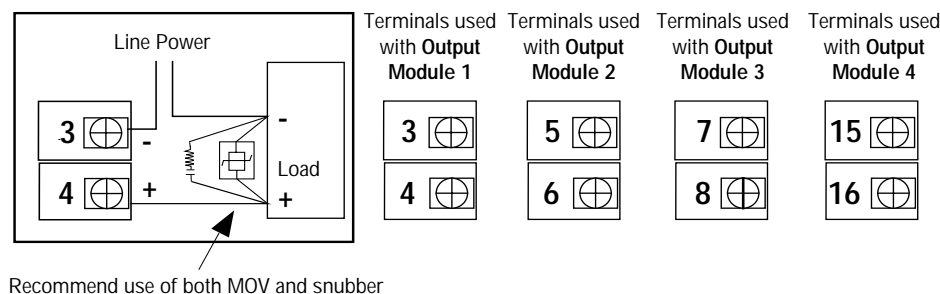 Line Power
3
-
4
+
-
Load
+
Terminals used
with Output
Module 1
3
4
Terminals used
with Output
Module 2
5
6
Terminals used
with Output
Module 3
7
8
Terminals used
with Output
Module 4
15
16
Recommend use of both MOV and snubber